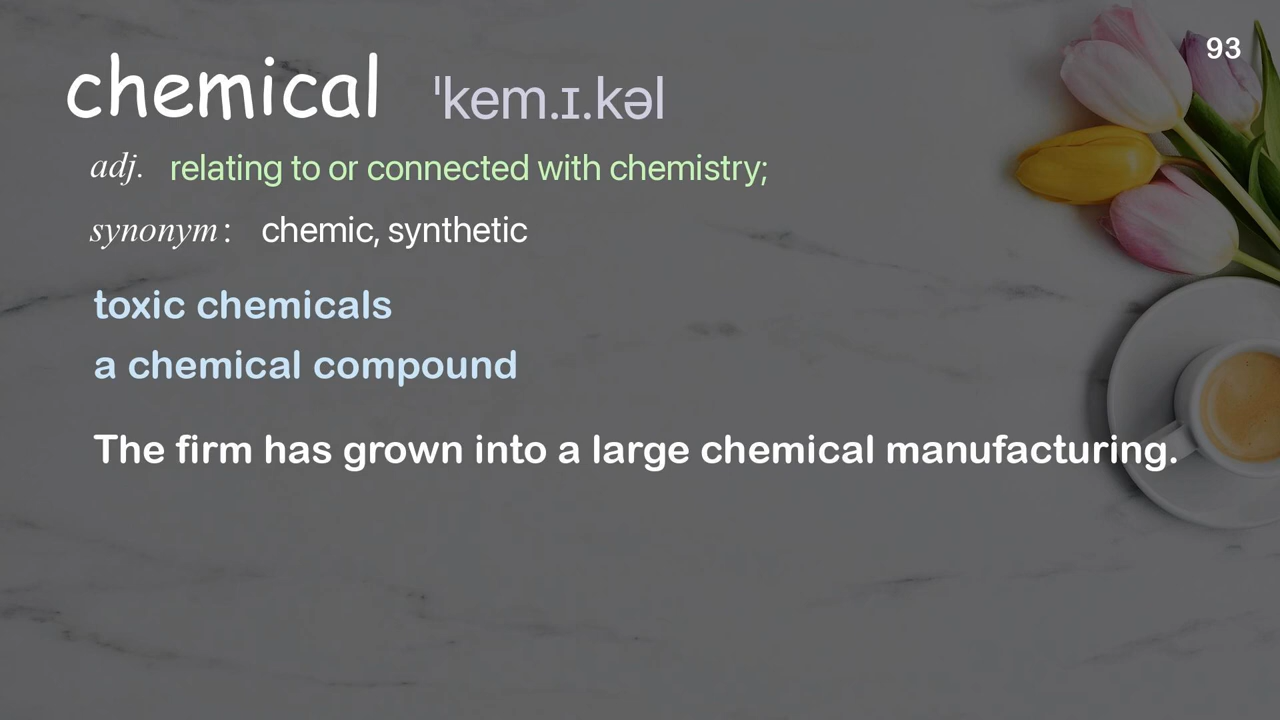 93
chemical ˈkem.ɪ.kəl
adj. relating to or connected with chemistry;
synonym: chemic, synthetic
toxic chemicals
a chemical compound
The firm has grown into a large chemical manufacturing.